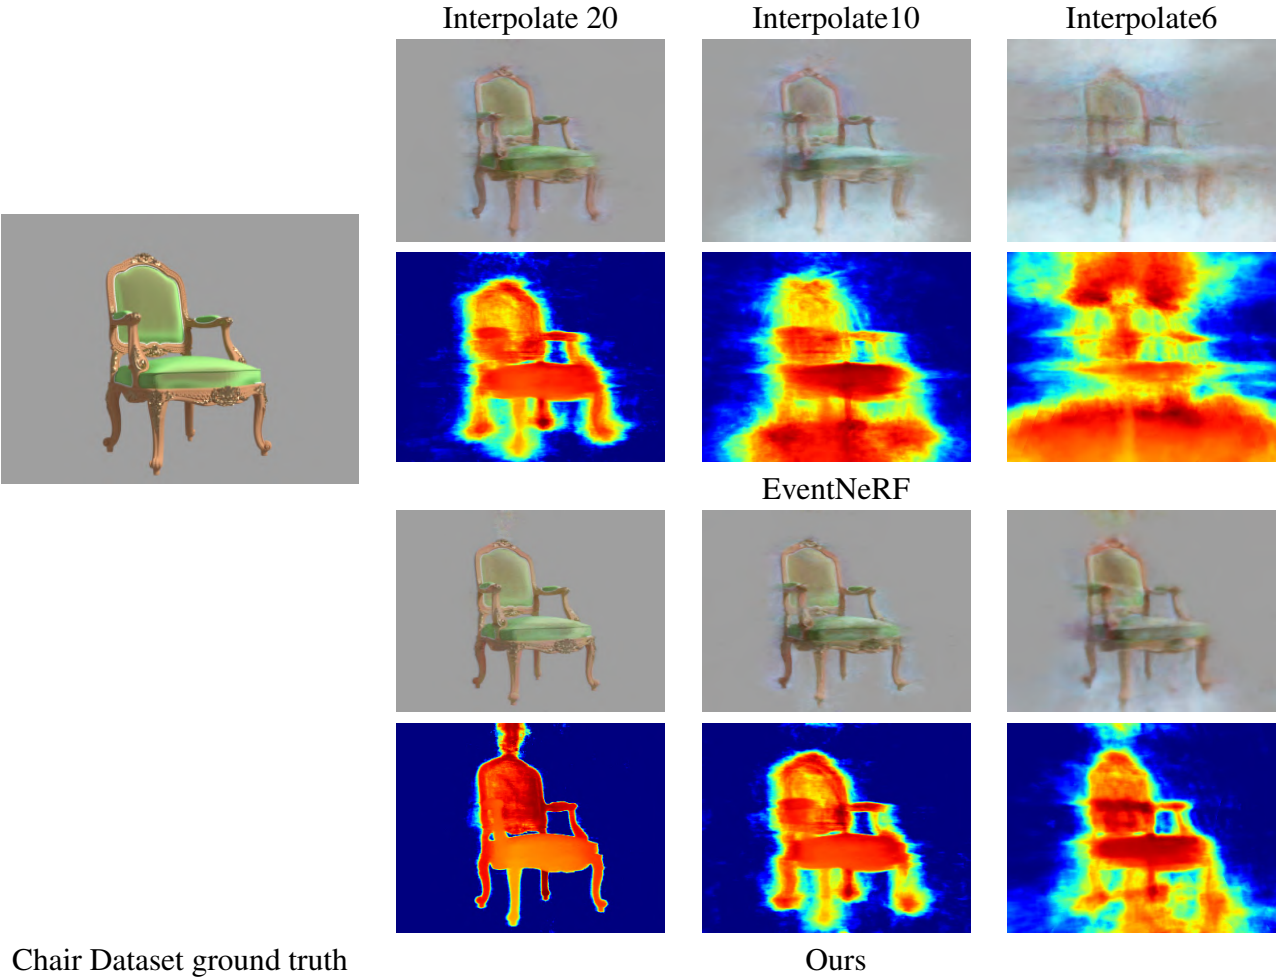 Interpolate 20
Interpolate10
Interpolate6
EventNeRF
Chair Dataset ground truth
Ours